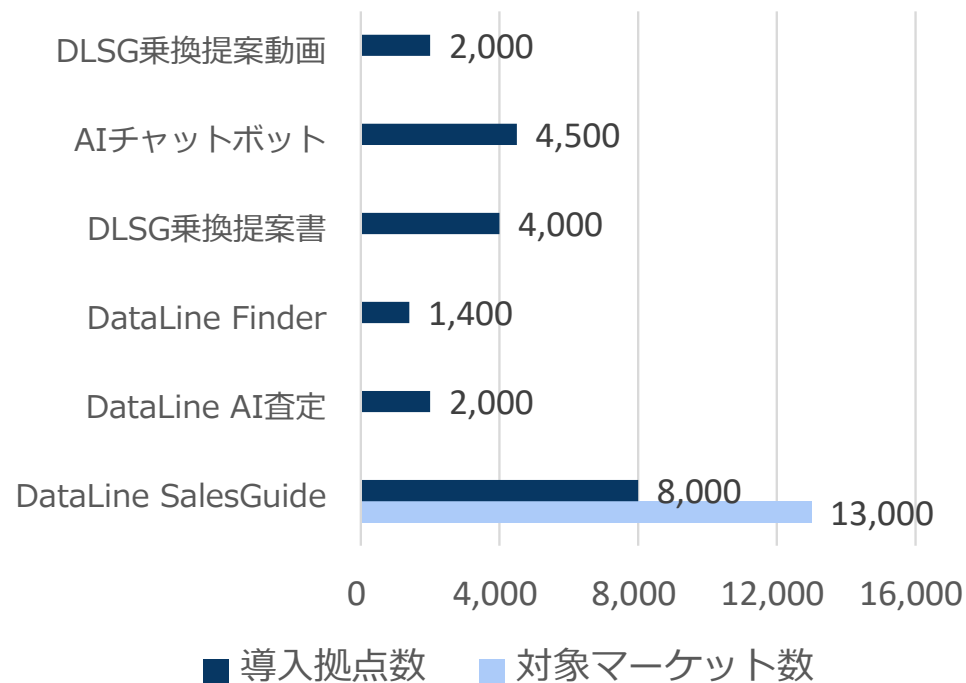 DLSG乗換提案動画 2,000
AIチャットボット 4,500
DLSG乗換提案書 4,000
DataLine Finder 1,400
DataLine AI査定 2,000
DataLine SalesGuide 8,000
13,000
0 4,000 8,000 12,000 16,000
導入拠点数 対象マーケット数